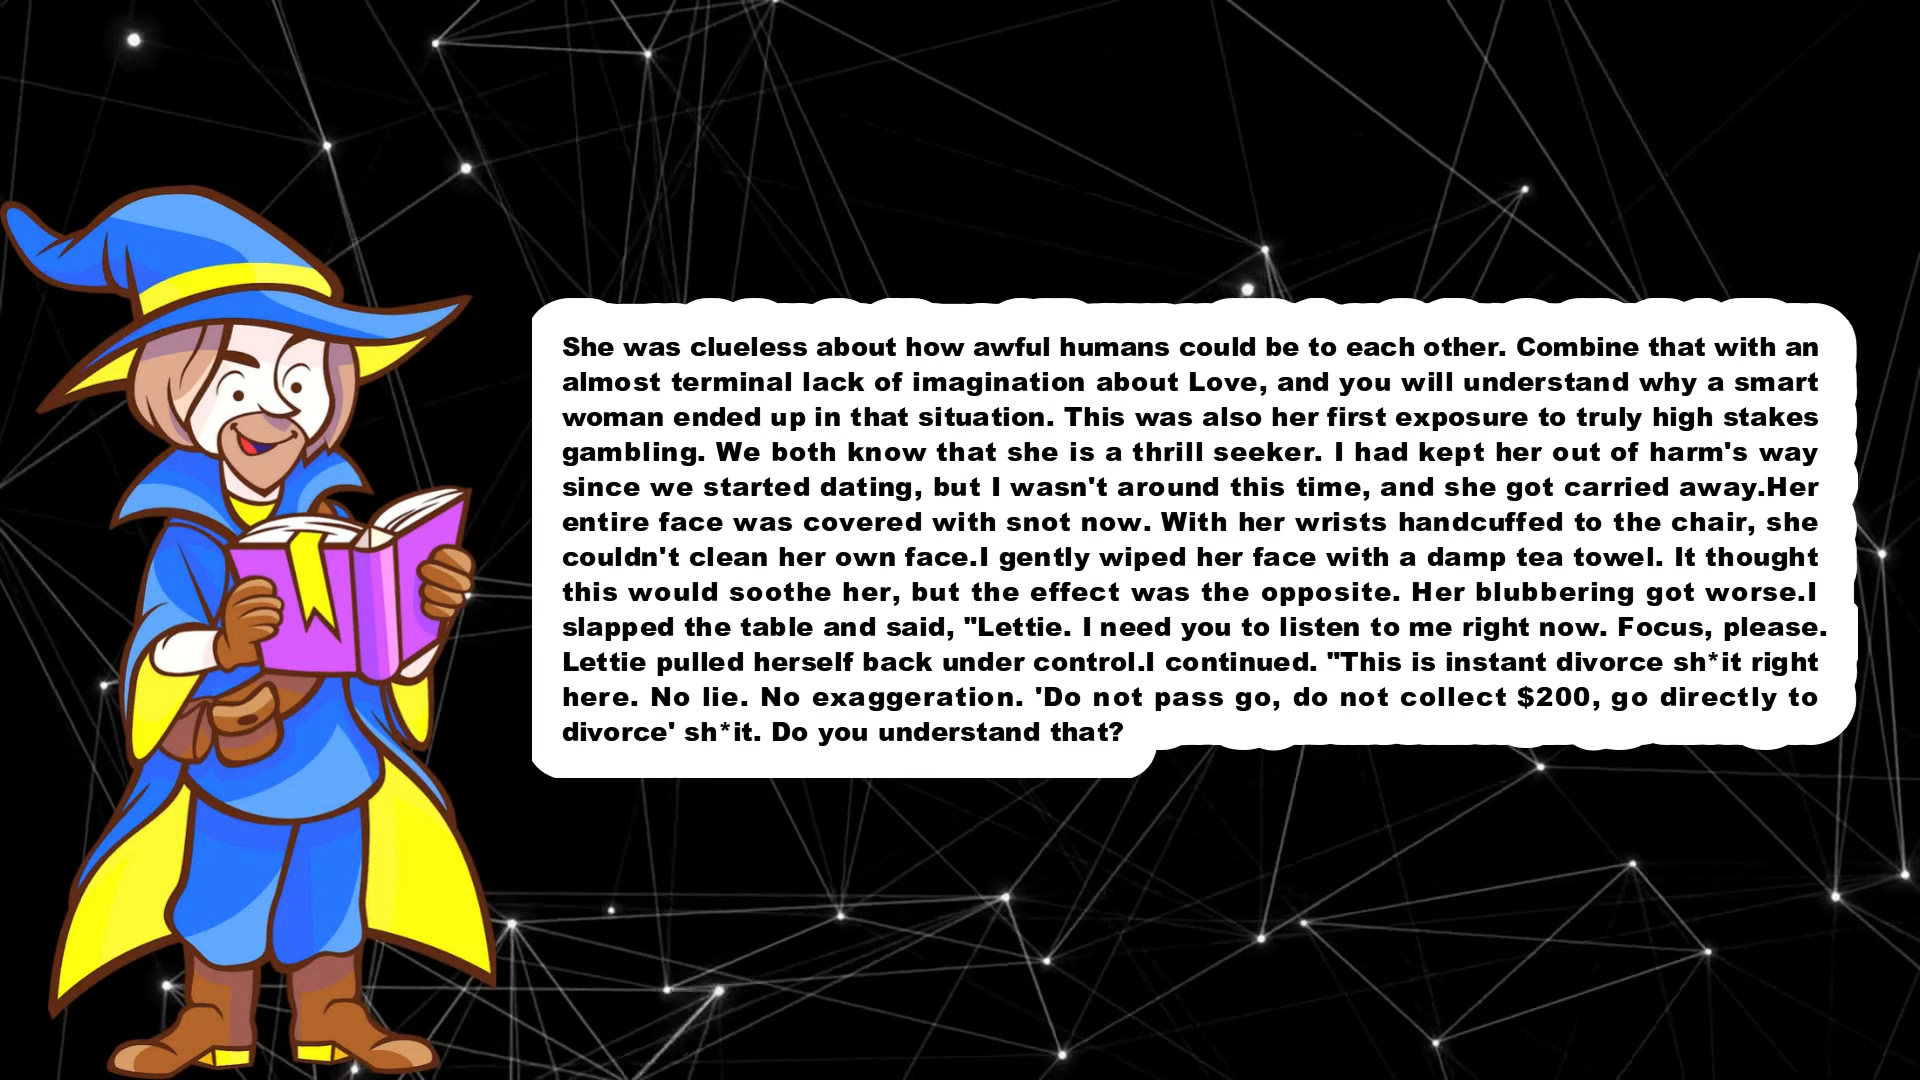 She was clueless about how awful humans could be to each other. Combine that with an
almost terminal lack of imagination about Love, and you will understand why a smart
woman ended up in that situation. This was also her first exposure to truly high stakes
gambling. We both know that she is a thrill seeker. I had kept her out of harm's way
since we started dating, but I wasn't around this time, and she got carried away.Her
entire face was covered with snot now. With her wrists handcuffed to the chair, she
couldn't clean her own face.I gently wiped her face with a damp tea towel. It thought
this would soothe her, but the effect was the opposite. Her blubbering got worse.I
slapped the table and said, "Lettie. I need you to listen to me right now. Focus, please.
Lettie pulled herself back under control.I continued. "This is instant divorce sh*it right
here. No lie. No exaggeration. 'Do not pass go, do not collect $200, go directly to
divorce' sh*it. Do you understand that?